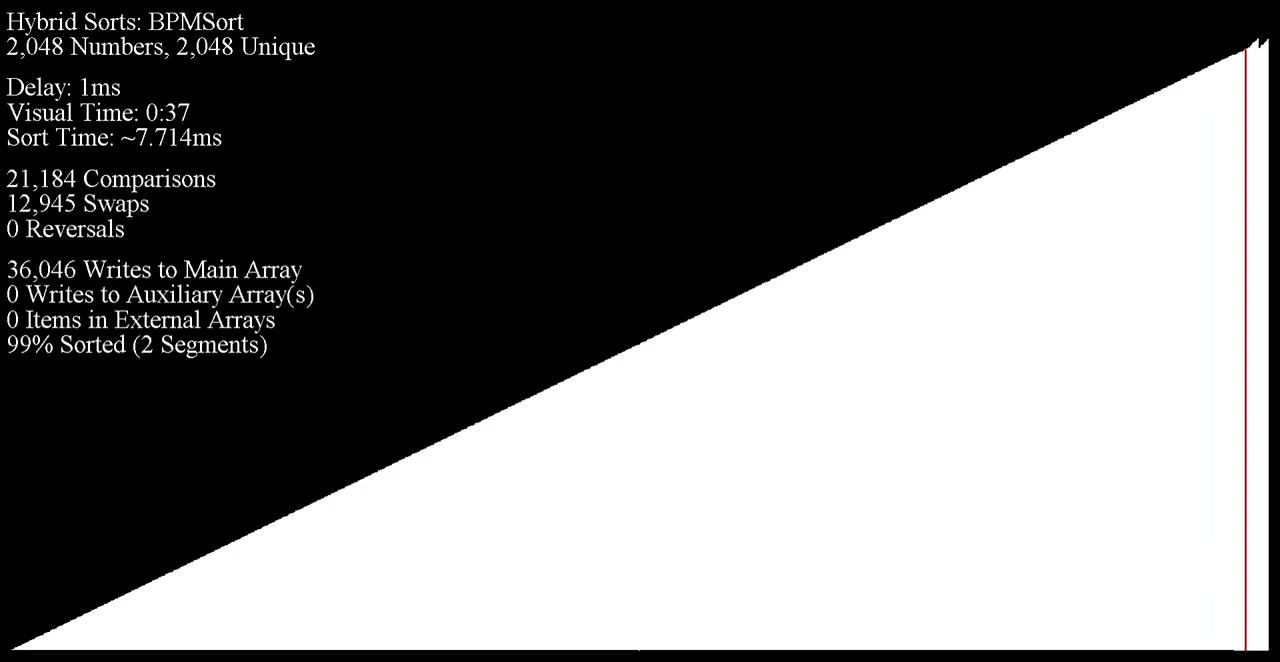 Hybrid Sorts: BPMSort
2,048 Numbers, 2,048 Unique
Delay: 1ms
Visual Time: 0:37
Sort Time: ~7.714ms
21,184 Comparisons
12,945 Swaps
0 Reversals
36,046 Writes to Main Array
0 Writes to Auxiliary Array(s)
0 Items in External Arrays
99% Sorted (2 Segments)